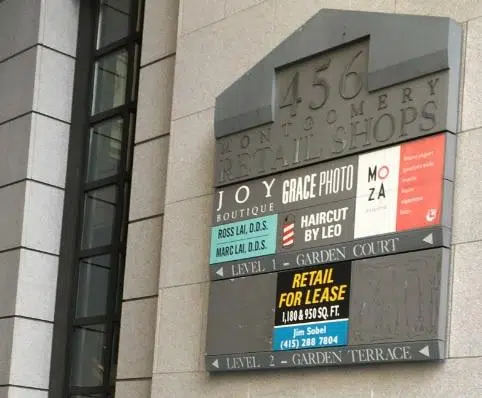 456
MONTGOMERY
RETAIL SHOPS
JOY
BOUTIQUE
GRACE PHOTO
MOZA
ROSS LAI, D.D.S.
MARC LAI, D.D.S.
HAIRCUT
BY LEO
LEVEL 1 - GARDEN COURT
RETAIL
FOR LEASE
1,180 & 950 SQ. FT.
Jim Sobel
(415) 288 7804
LEVEL 2 - GARDEN TERRACE